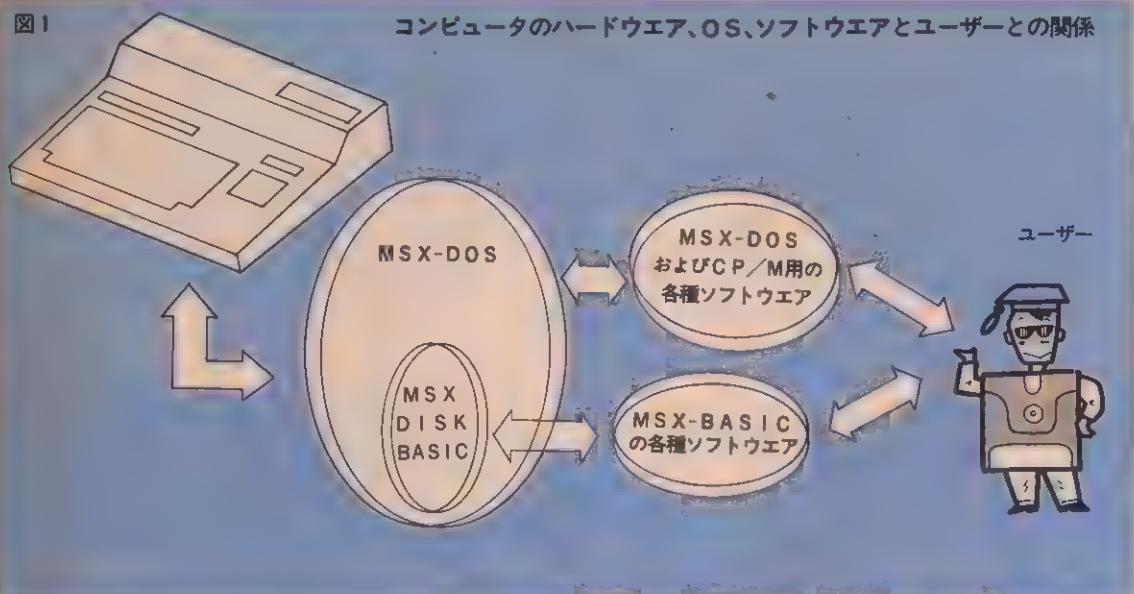 図1
コンピュータのハードウエア、OS、ソフトウエアとユーザーとの関係
MSX-DOS
MSX
DISK
BASIC
MSX-DOS
およびCP／M用の
各種ソフトウエア
MSX-BASIC
の各種ソフトウエア
ユーザー